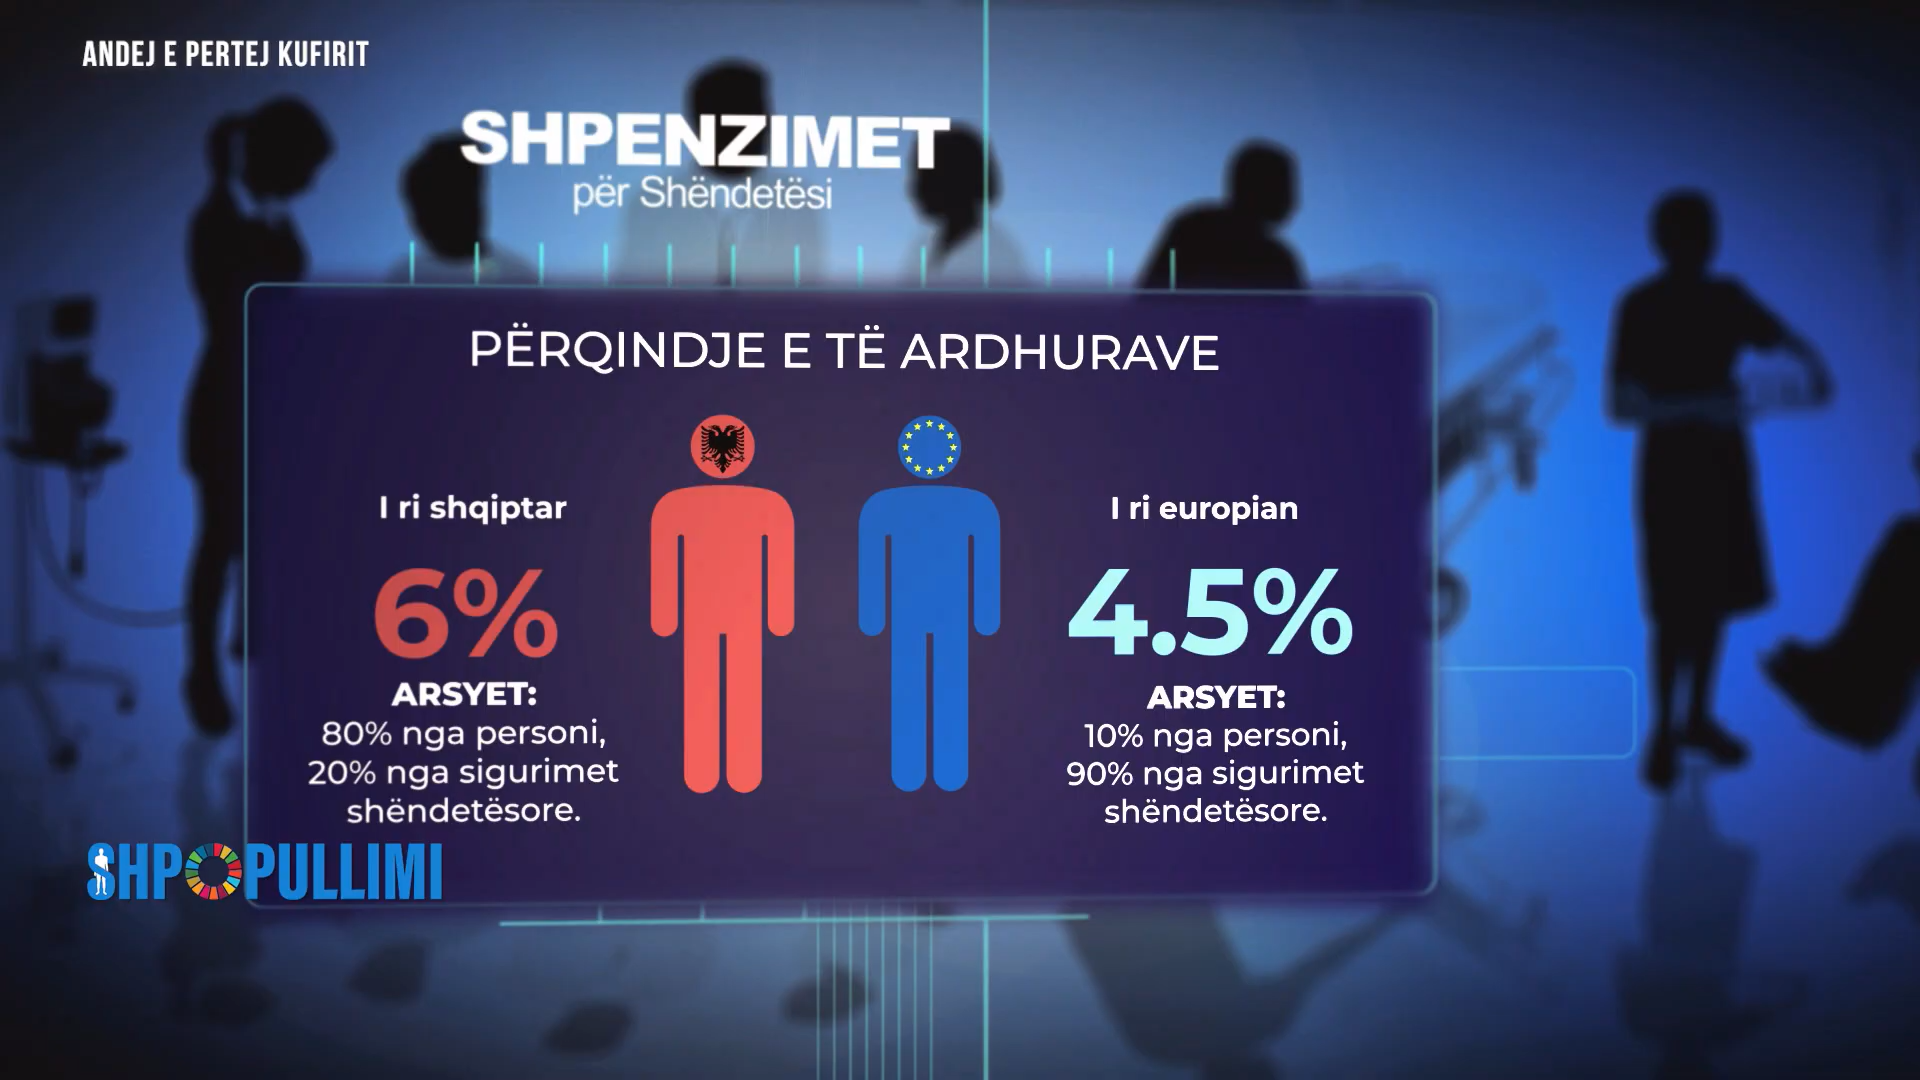 ANDEJ E PERTEJ KUFIRIT
SHPENZIMET
për Shëndetësi
PËRQINDJE E TË ARDHURAVE
I ri shqiptar
6%
ARSYET:
80% nga personi,
20% nga sigurimet
shëndetësore.
I ri europian
4.5%
ARSYET:
10% nga personi,
90% nga sigurimet
shëndetësore.
SHPOPULLIMI